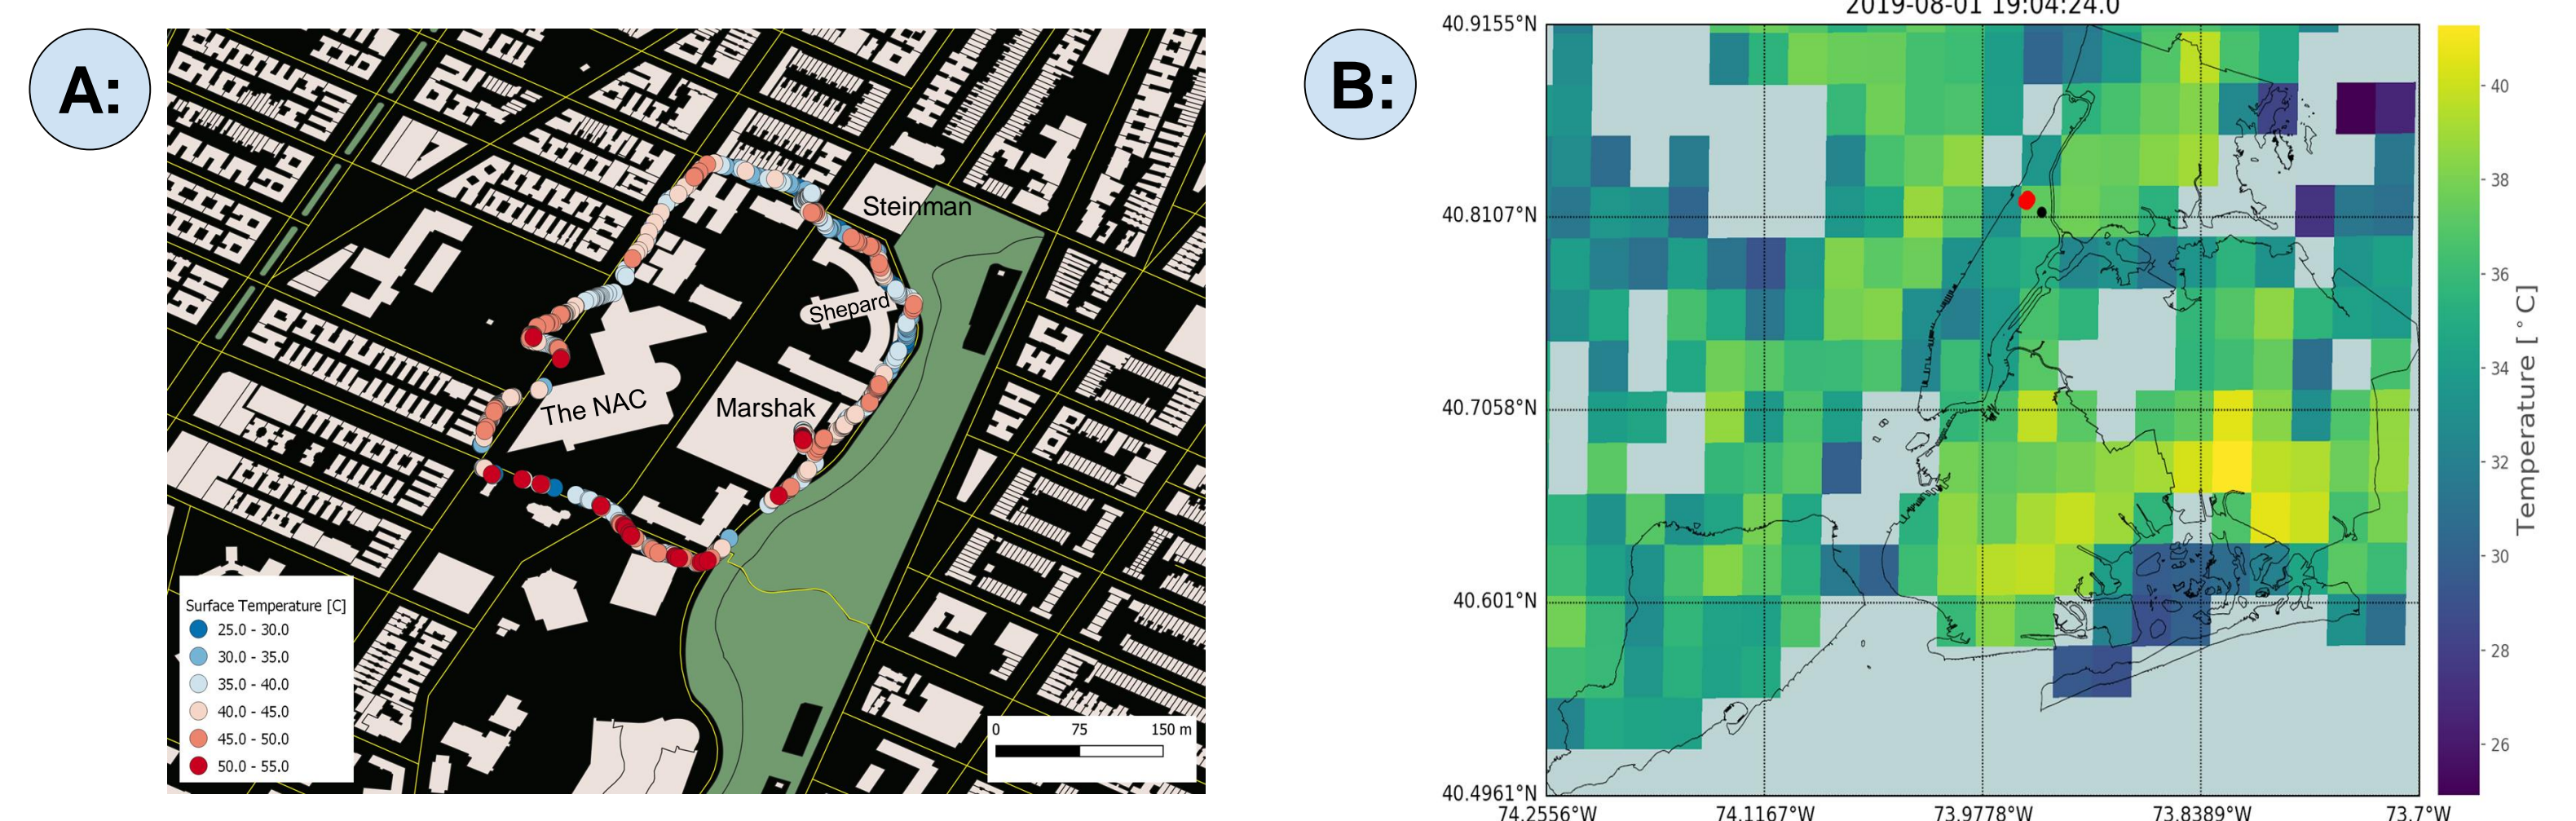 A:
Steinman
Shepard
The NAC
Marshak
Surface Temperature [C]
25.0 - 30.0
30.0 - 35.0
35.0 - 40.0
40.0 - 45.0
45.0 - 50.0
50.0 - 55.0
0 75 150 m
B:
2019-08-01 19:04:24.0
40.9155°N
40.8107°N
40.7058°N
40.601°N
40.4961°N
74.2556°W 74.1167°W 73.9778°W 73.8389°W 73.7°W
40
38
36
34
32
30
28
26
Temperature [°C]